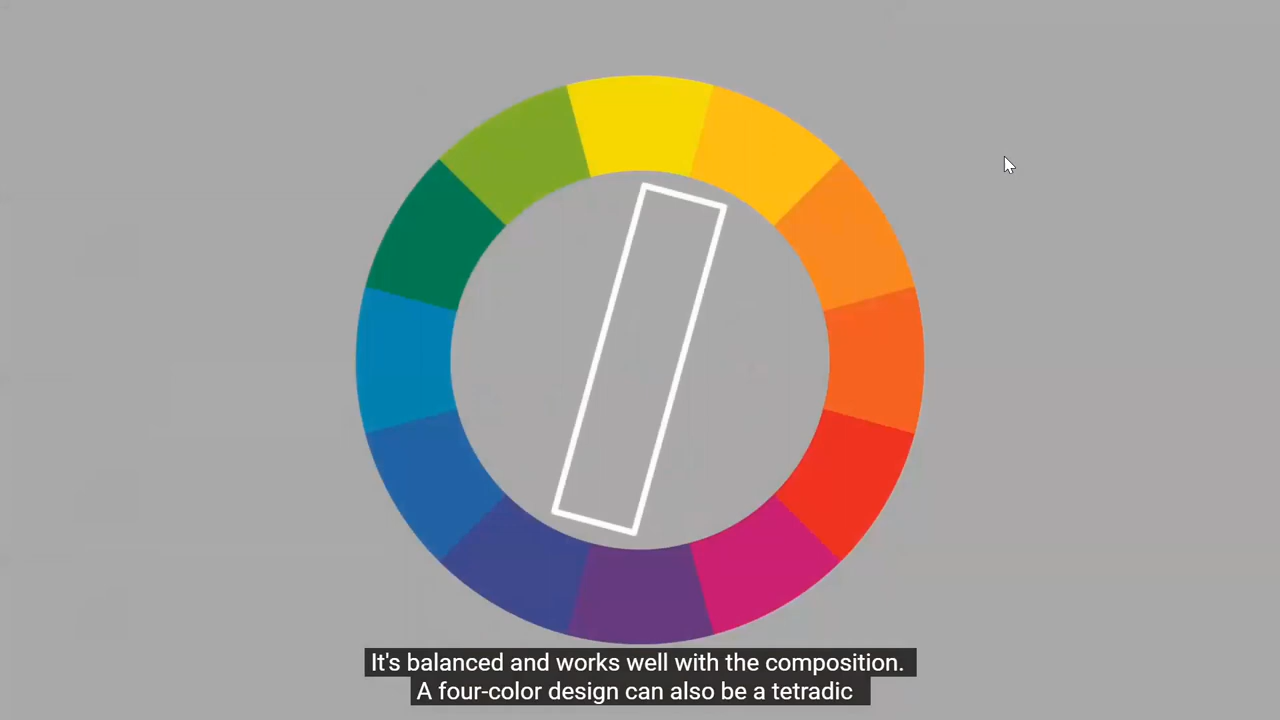 It's balanced and works well with the composition.
A four-color design can also be a tetradic